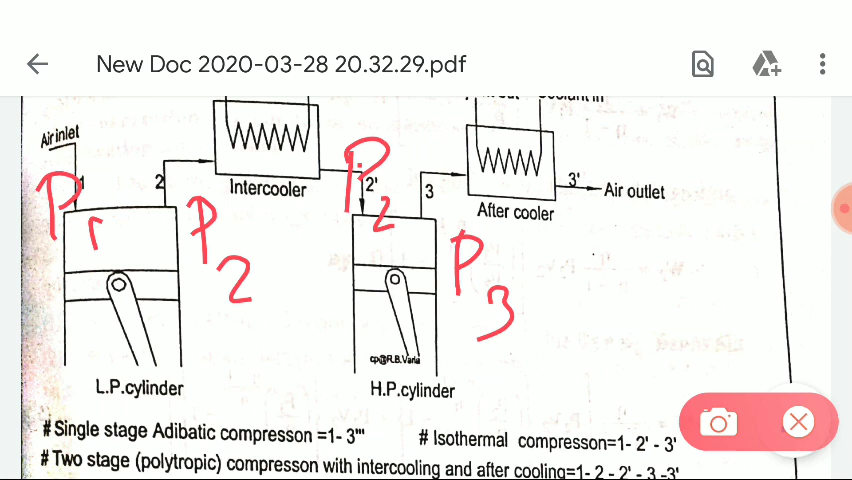 New Doc 2020-03-28 20.32.29.pdf
Air inlet
1
2
Intercooler
2'
3
3'
Air outlet
After cooler
P1
P2
P2
P3
cp@R.B.Varia
L.P.cylinder
H.P.cylinder
# Single stage Adibatic compresson =1- 3'''
# Isothermal compresson=1- 2' - 3'
# Two stage (polytropic) compresson with intercooling and after cooling=1- 2 - 2' - 3 -3'